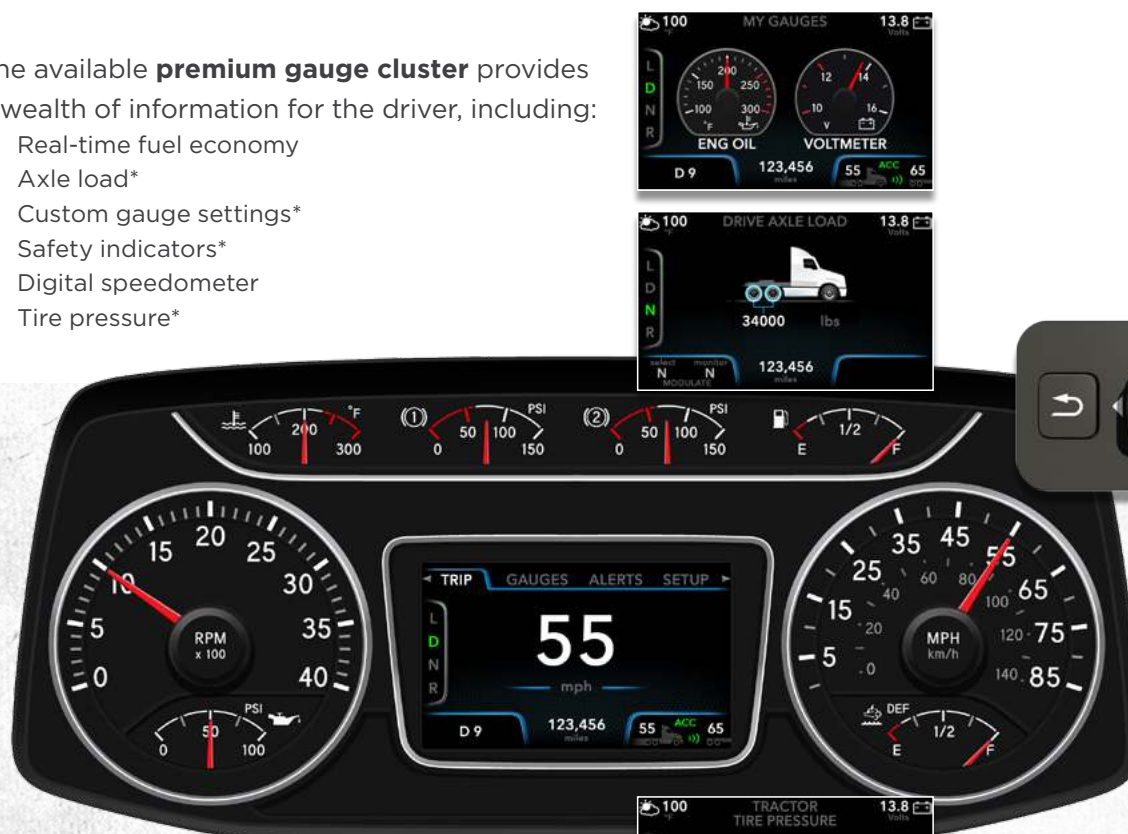 ne available premium gauge cluster provides
wealth of information for the driver, including:
Real-time fuel economy
Axle load*
Custom gauge settings*
Safety indicators*
Digital speedometer
Tire pressure*
100 °F MY GAUGES 13.8 Volts
L
D
N
R
100 150 200 250 300 °F
ENG OIL
10 12 14 16 V
VOLTMETER
D 9 123,456 miles 55 ACC 65
100 °F DRIVE AXLE LOAD 13.8 Volts
L
D
N
R
34000 lbs
select N monitor N
MODULATE
123,456 miles
100 200 300 °F
(1) 0 50 100 150 PSI
(2) 0 50 100 150 PSI
E 1/2 F
0 5 10 15 20 25 30 35 40
RPM
x 100
0 50 100 PSI
TRIP GAUGES ALERTS SETUP
L
D
N
R
55
mph
D 9 123,456 miles 55 ACC 65
5 15 25 35 45 55 65 75 85
0 20 40 60 80 100 120 140
MPH
km/h
DEF
E 1/2 F
100 °F TRACTOR 13.8 Volts
TIRE PRESSURE